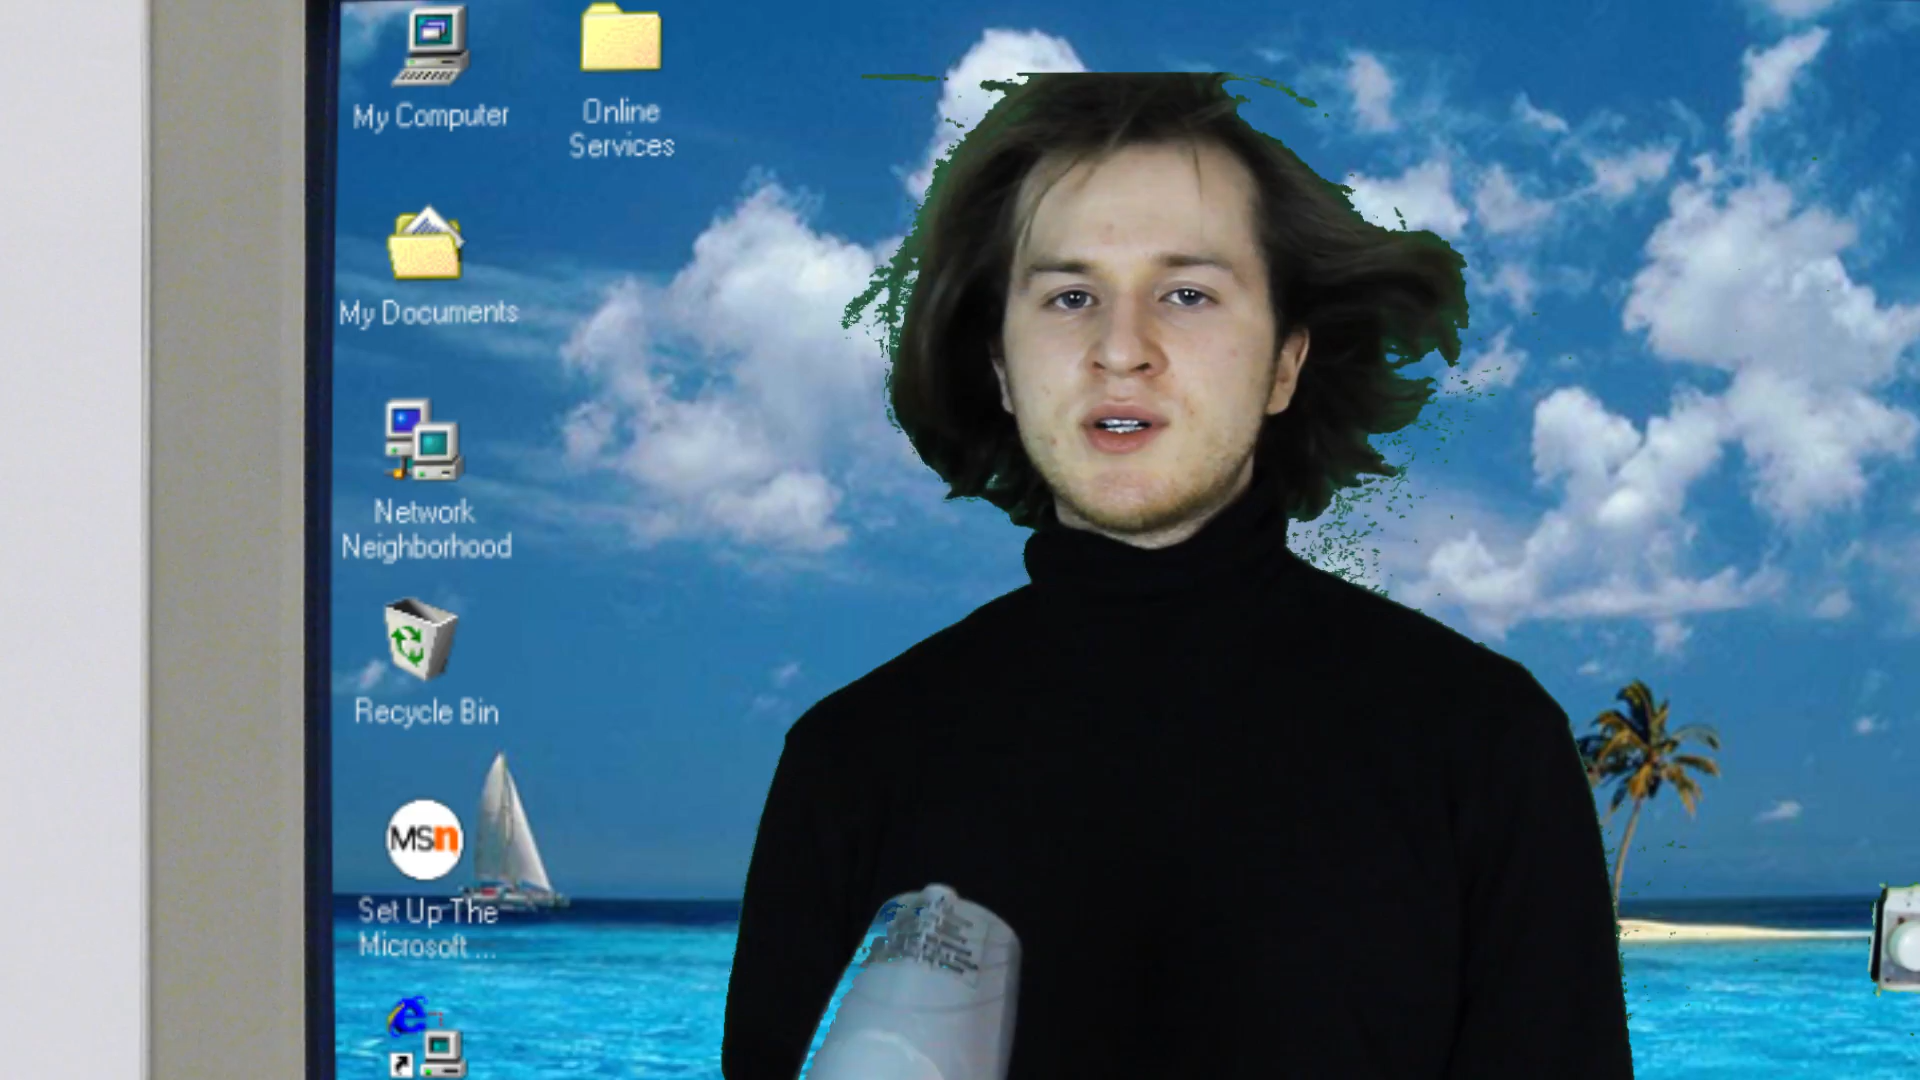 My Computer
Online
Services
My Documents
Network
Neighborhood
Recycle Bin
MSn
Set Up The
Microsoft ...